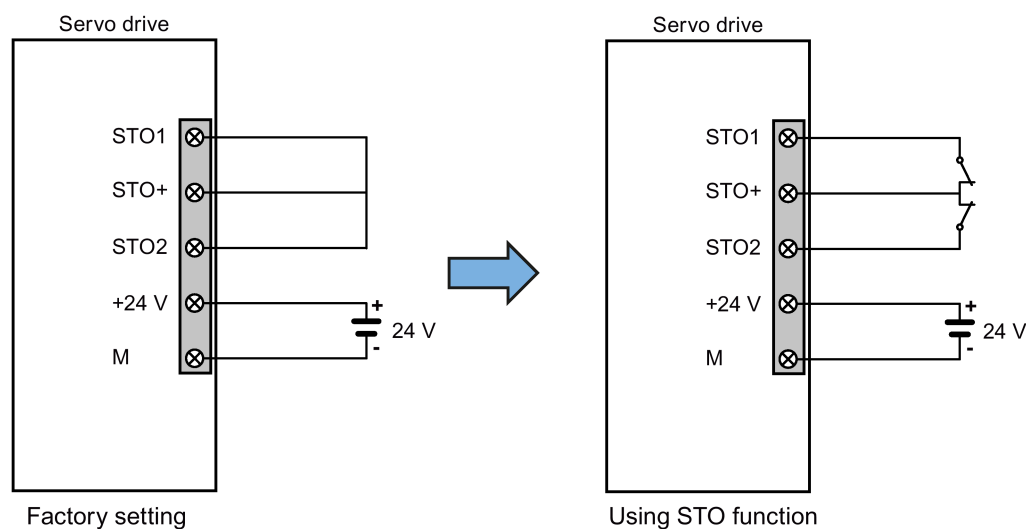 Servo drive
STO1
STO+
STO2
+24 V
M
+
24 V
-
Factory setting
Servo drive
STO1
STO+
STO2
+24 V
M
+
24 V
-
Using STO function